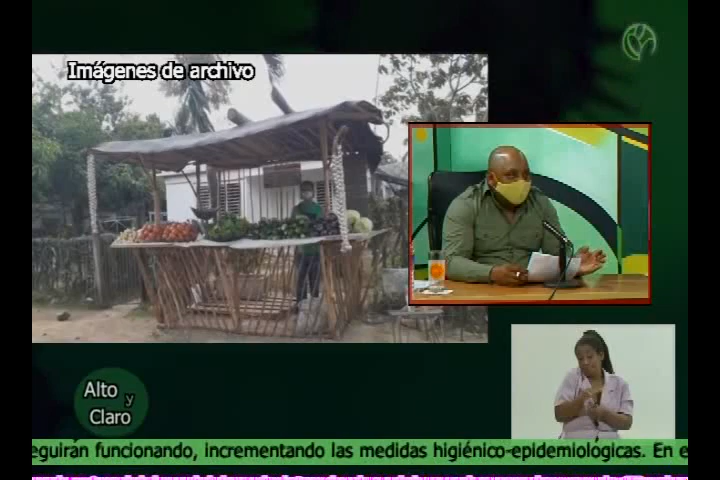 Imágenes de archivo
Alto
y
Claro
eguirán funcionando, incrementando las medidas higiénico-epidemiológicas. En e